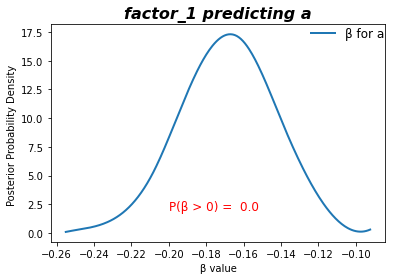 factor_1 predicting a
β for a
17.5
15.0
12.5
10.0
7.5
5.0
2.5
0.0
Posterior Probability Density
P(β > 0) =  0.0
−0.26 −0.24 −0.22 −0.20 −0.18 −0.16 −0.14 −0.12 −0.10
β value